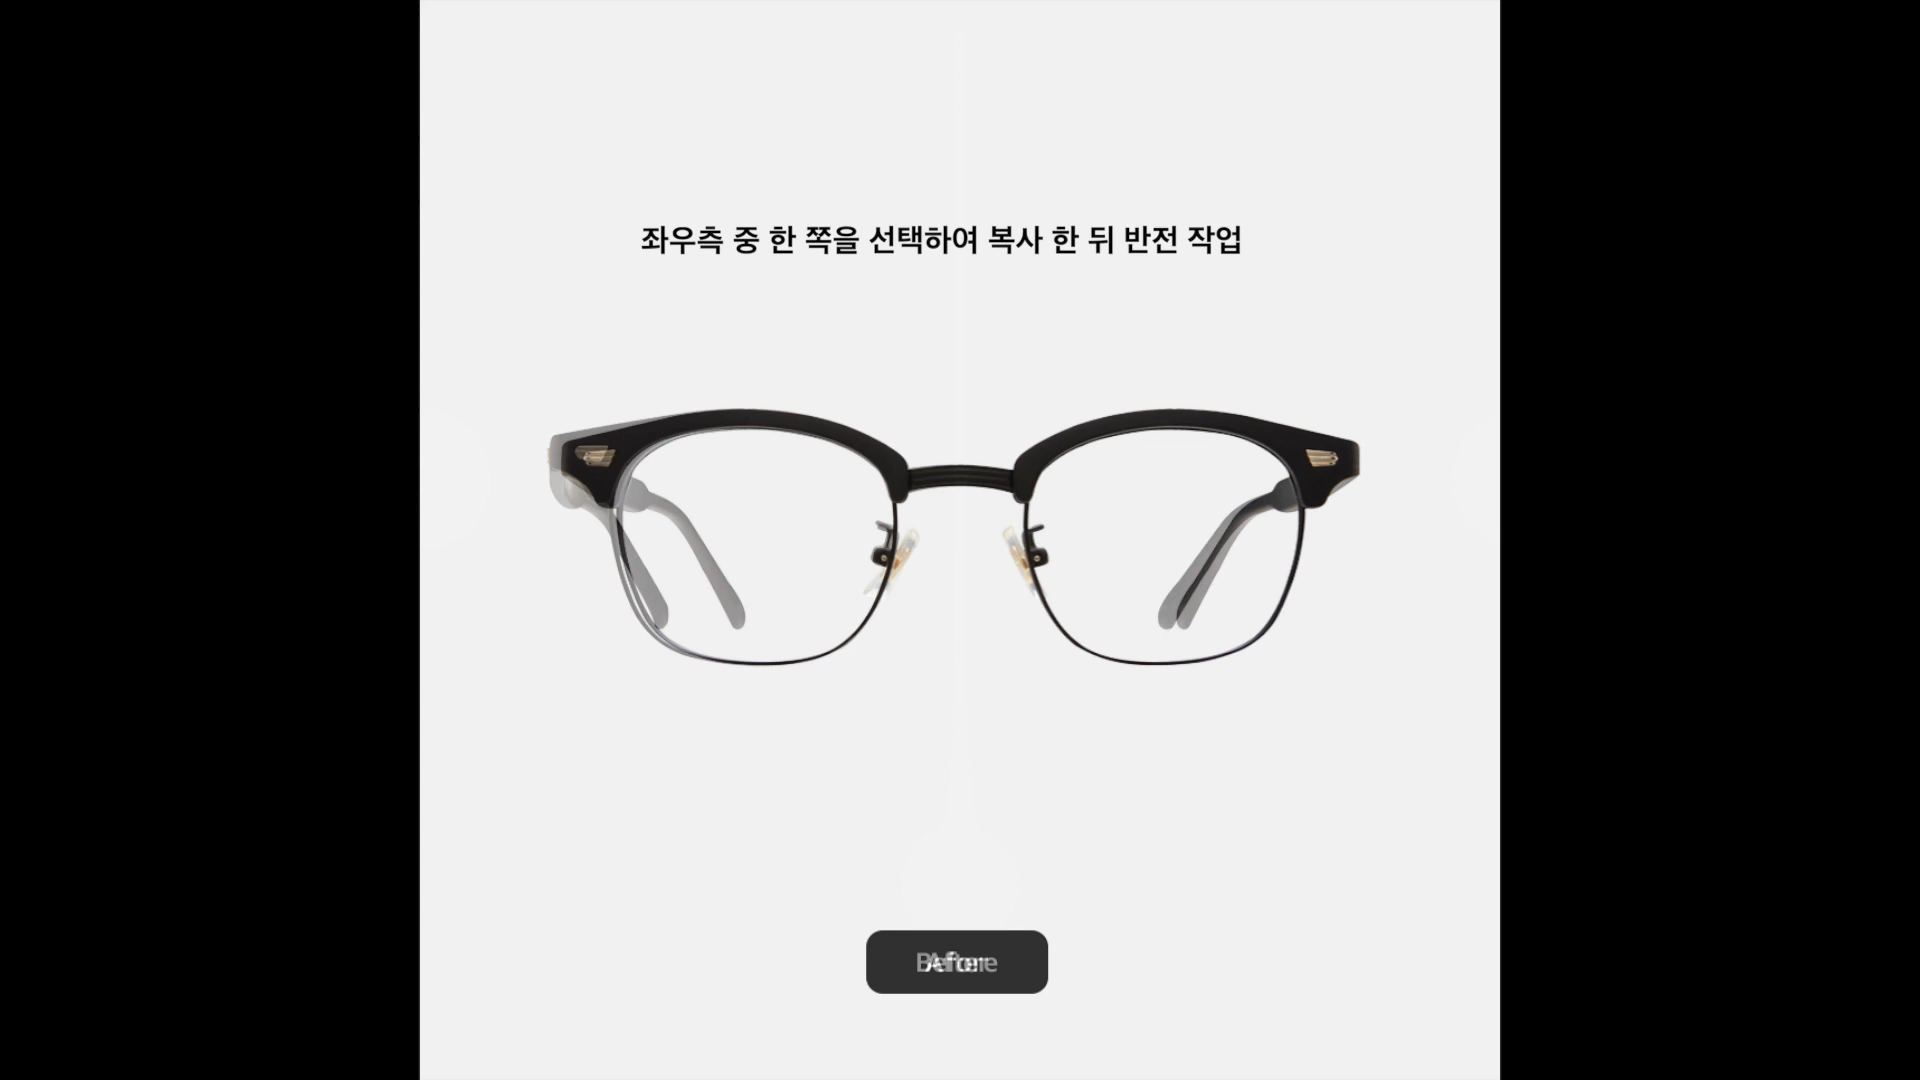 좌우측 중 한 쪽을 선택하여 복사 한 뒤 반전 작업
After